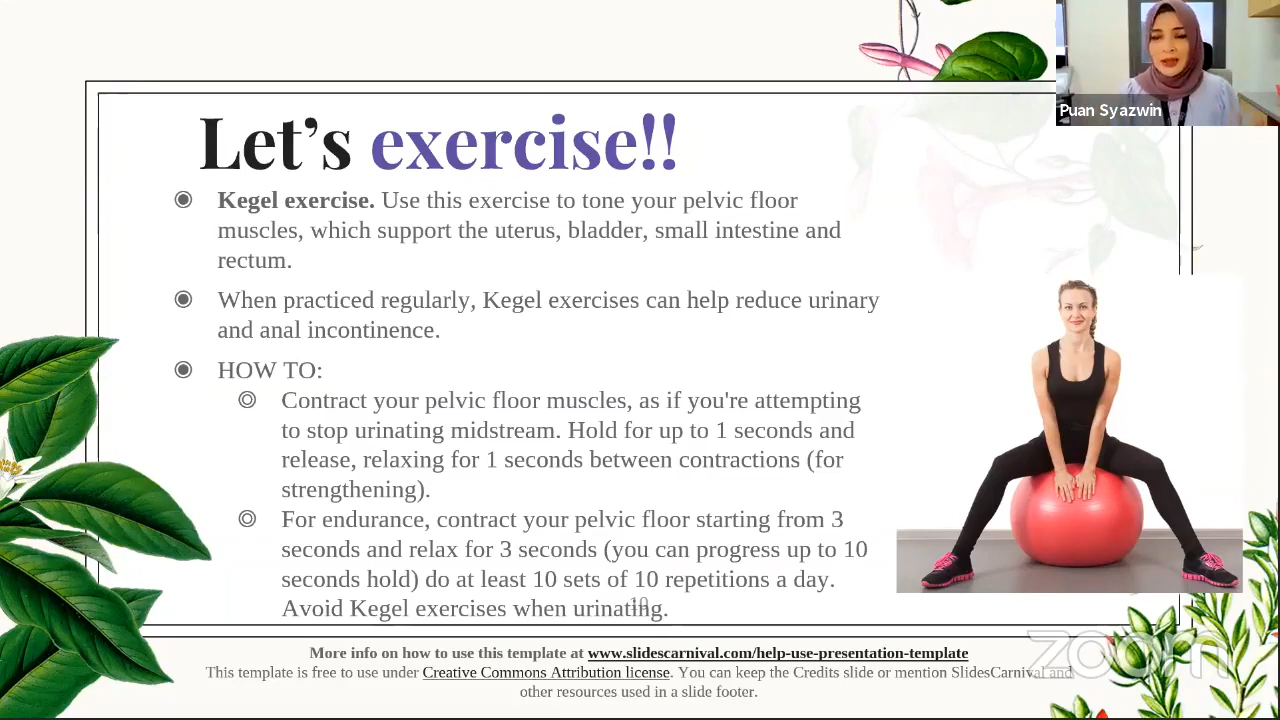 Puan Syazwin
Let's exercise!!
Kegel exercise. Use this exercise to tone your pelvic floor
muscles, which support the uterus, bladder, small intestine and
rectum.
When practiced regularly, Kegel exercises can help reduce urinary
and anal incontinence.
HOW TO:
Contract your pelvic floor muscles, as if you're attempting
to stop urinating midstream. Hold for up to 1 seconds and
release, relaxing for 1 seconds between contractions (for
strengthening).
For endurance, contract your pelvic floor starting from 3
seconds and relax for 3 seconds (you can progress up to 10
seconds hold) do at least 10 sets of 10 repetitions a day.
Avoid Kegel exercises when urinating.
10
More info on how to use this template at www.slidescarnival.com/help-use-presentation-template
This template is free to use under Creative Commons Attribution license. You can keep the Credits slide or mention SlidesCarnival and
other resources used in a slide footer.
zoom